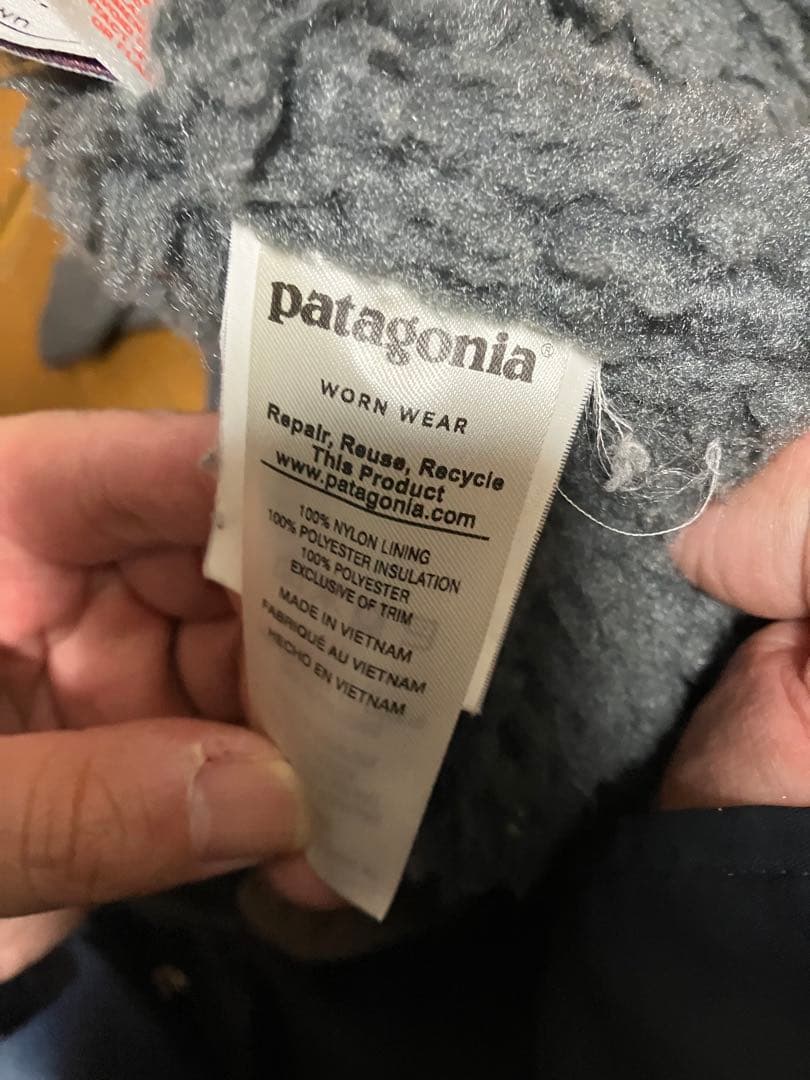 patagonia®
WORN WEAR
Repair, Reuse, Recycle
This Product
www.patagonia.com
100% NYLON LINING
100% POLYESTER INSULATION
100% POLYESTER
EXCLUSIVE OF TRIM
MADE IN VIETNAM
FABRIQUÉ AU VIETNAM
HECHO EN VIETNAM